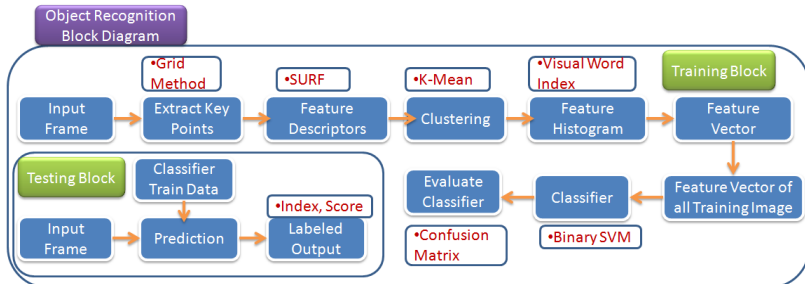 Object Recognition
Block Diagram
•Grid
Method
•SURF
•K-Mean
•Visual Word
Index
Training Block
Input
Frame
Extract Key
Points
Feature
Descriptors
Clustering
Feature
Histogram
Feature
Vector
Testing Block
Classifier
Train Data
Evaluate
Classifier
Classifier
Feature Vector of
all Training Image
•Index, Score
Input
Frame
Prediction
Labeled
Output
•Confusion
Matrix
•Binary SVM